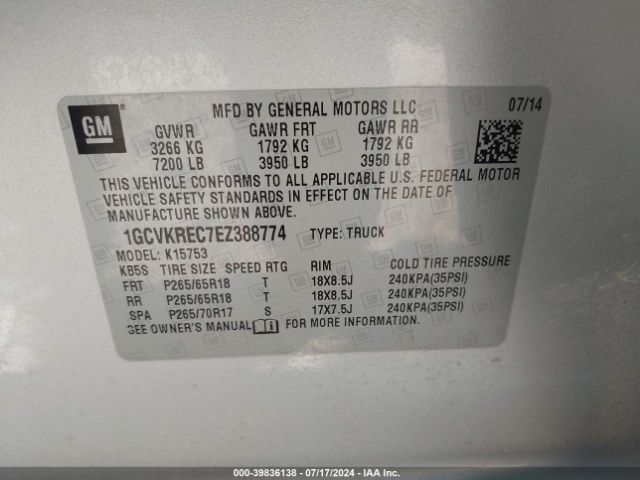 MFD BY GENERAL MOTORS LLC 07/14
GM
GVWR GAWR FRT GAWR RR
3266 KG 1792 KG 1792 KG
7200 LB 3950 LB 3950 LB
THIS VEHICLE CONFORMS TO ALL APPLICABLE U.S. FEDERAL MOTOR
VEHICLE SAFETY STANDARDS IN EFFECT ON THE DATE OF
MANUFACTURE SHOWN ABOVE.
1GCVKREC7EZ388774 TYPE: TRUCK
MODEL: K15753
KB5S TIRE SIZE SPEED RTG RIM COLD TIRE PRESSURE
FRT P265/65R18 T 18X8.5J 240KPA(35PSI)
RR P265/65R18 T 18X8.5J 240KPA(35PSI)
SPA P265/70R17 S 17X7.5J 240KPA(35PSI)
SEE OWNER'S MANUAL FOR MORE INFORMATION.
000-39836138 - 07/17/2024 - IAA Inc.